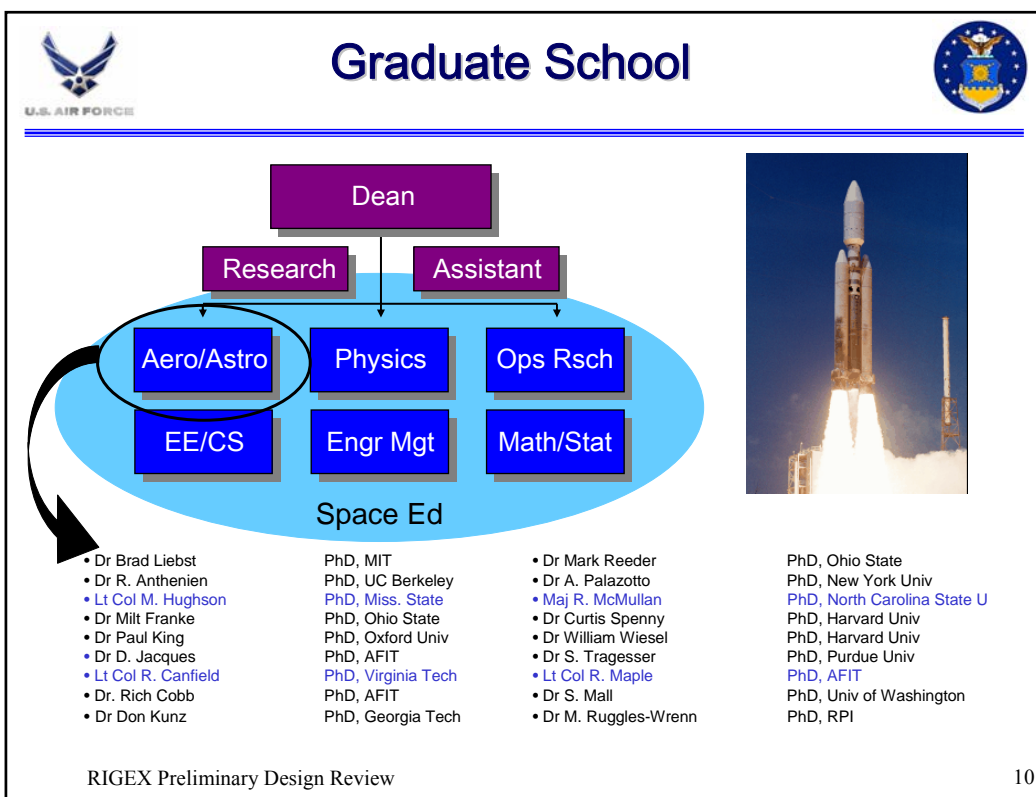 Graduate School
U.S. AIR FORCE
Dean
Research
Assistant
Aero/Astro
Physics
Ops Rsch
EE/CS
Engr Mgt
Math/Stat
Space Ed
• Dr Brad Liebst PhD, MIT
• Dr R. Anthenien PhD, UC Berkeley
• Lt Col M. Hughson PhD, Miss. State
• Dr Milt Franke PhD, Ohio State
• Dr Paul King PhD, Oxford Univ
• Dr D. Jacques PhD, AFIT
• Lt Col R. Canfield PhD, Virginia Tech
• Dr. Rich Cobb PhD, AFIT
• Dr Don Kunz PhD, Georgia Tech
• Dr Mark Reeder PhD, Ohio State
• Dr A. Palazotto PhD, New York Univ
• Maj R. McMullan PhD, North Carolina State U
• Dr Curtis Spenny PhD, Harvard Univ
• Dr William Wiesel PhD, Harvard Univ
• Dr S. Tragesser PhD, Purdue Univ
• Lt Col R. Maple PhD, AFIT
• Dr S. Mall PhD, Univ of Washington
• Dr M. Ruggles-Wrenn PhD, RPI
RIGEX Preliminary Design Review
10